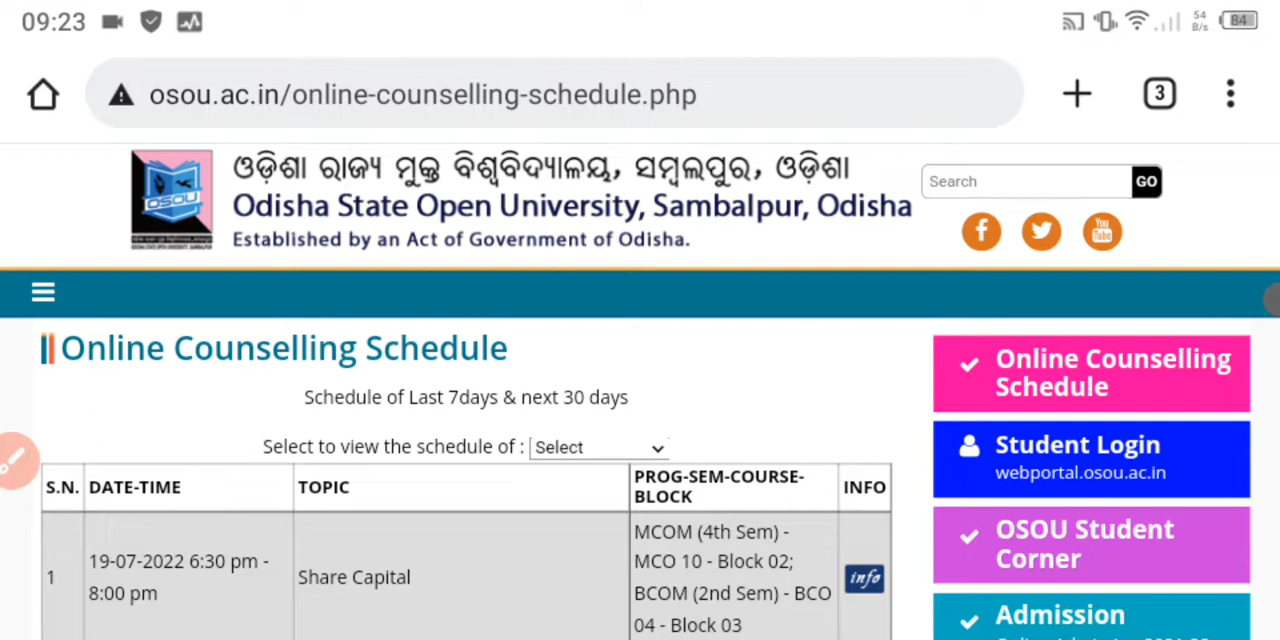 09:23
54
B/s
84
osou.ac.in/online-counselling-schedule.php
3
ଓଡ଼ିଶା ରାଜ୍ୟ ମୁକ୍ତ ବିଶ୍ୱବିଦ୍ୟାଳୟ, ସମ୍ବଲପୁର, ଓଡ଼ିଶା
Odisha State Open University, Sambalpur, Odisha
Established by an Act of Government of Odisha.
OSOU
Search
GO
You
Tube
Online Counselling Schedule
Schedule of Last 7days & next 30 days
Select to view the schedule of : Select
S.N. DATE-TIME TOPIC PROG-SEM-COURSE-
BLOCK INFO
1
19-07-2022 6:30 pm -
8:00 pm
Share Capital
MCOM (4th Sem) -
MCO 10 - Block 02;
BCOM (2nd Sem) - BCO
04 - Block 03
info
Online Counselling
Schedule
Student Login
webportal.osou.ac.in
OSOU Student
Corner
Admission